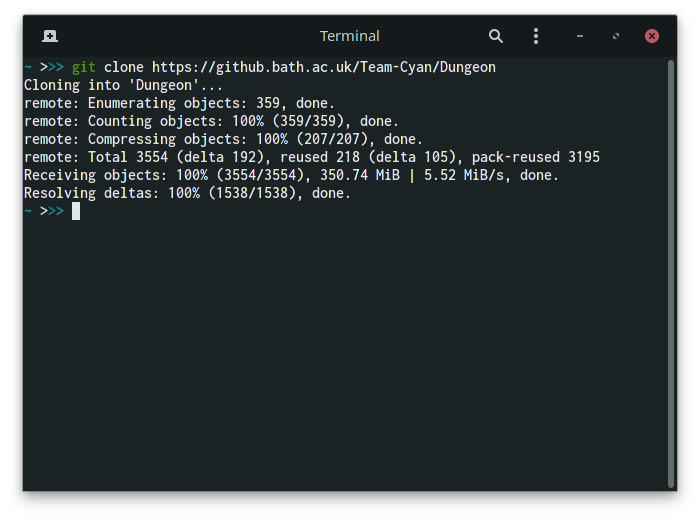 Terminal
~ >>> git clone https://github.bath.ac.uk/Team-Cyan/Dungeon
Cloning into 'Dungeon'...
remote: Enumerating objects: 359, done.
remote: Counting objects: 100% (359/359), done.
remote: Compressing objects: 100% (207/207), done.
remote: Total 3554 (delta 192), reused 218 (delta 105), pack-reused 3195
Receiving objects: 100% (3554/3554), 350.74 MiB | 5.52 MiB/s, done.
Resolving deltas: 100% (1538/1538), done.
~ >>>